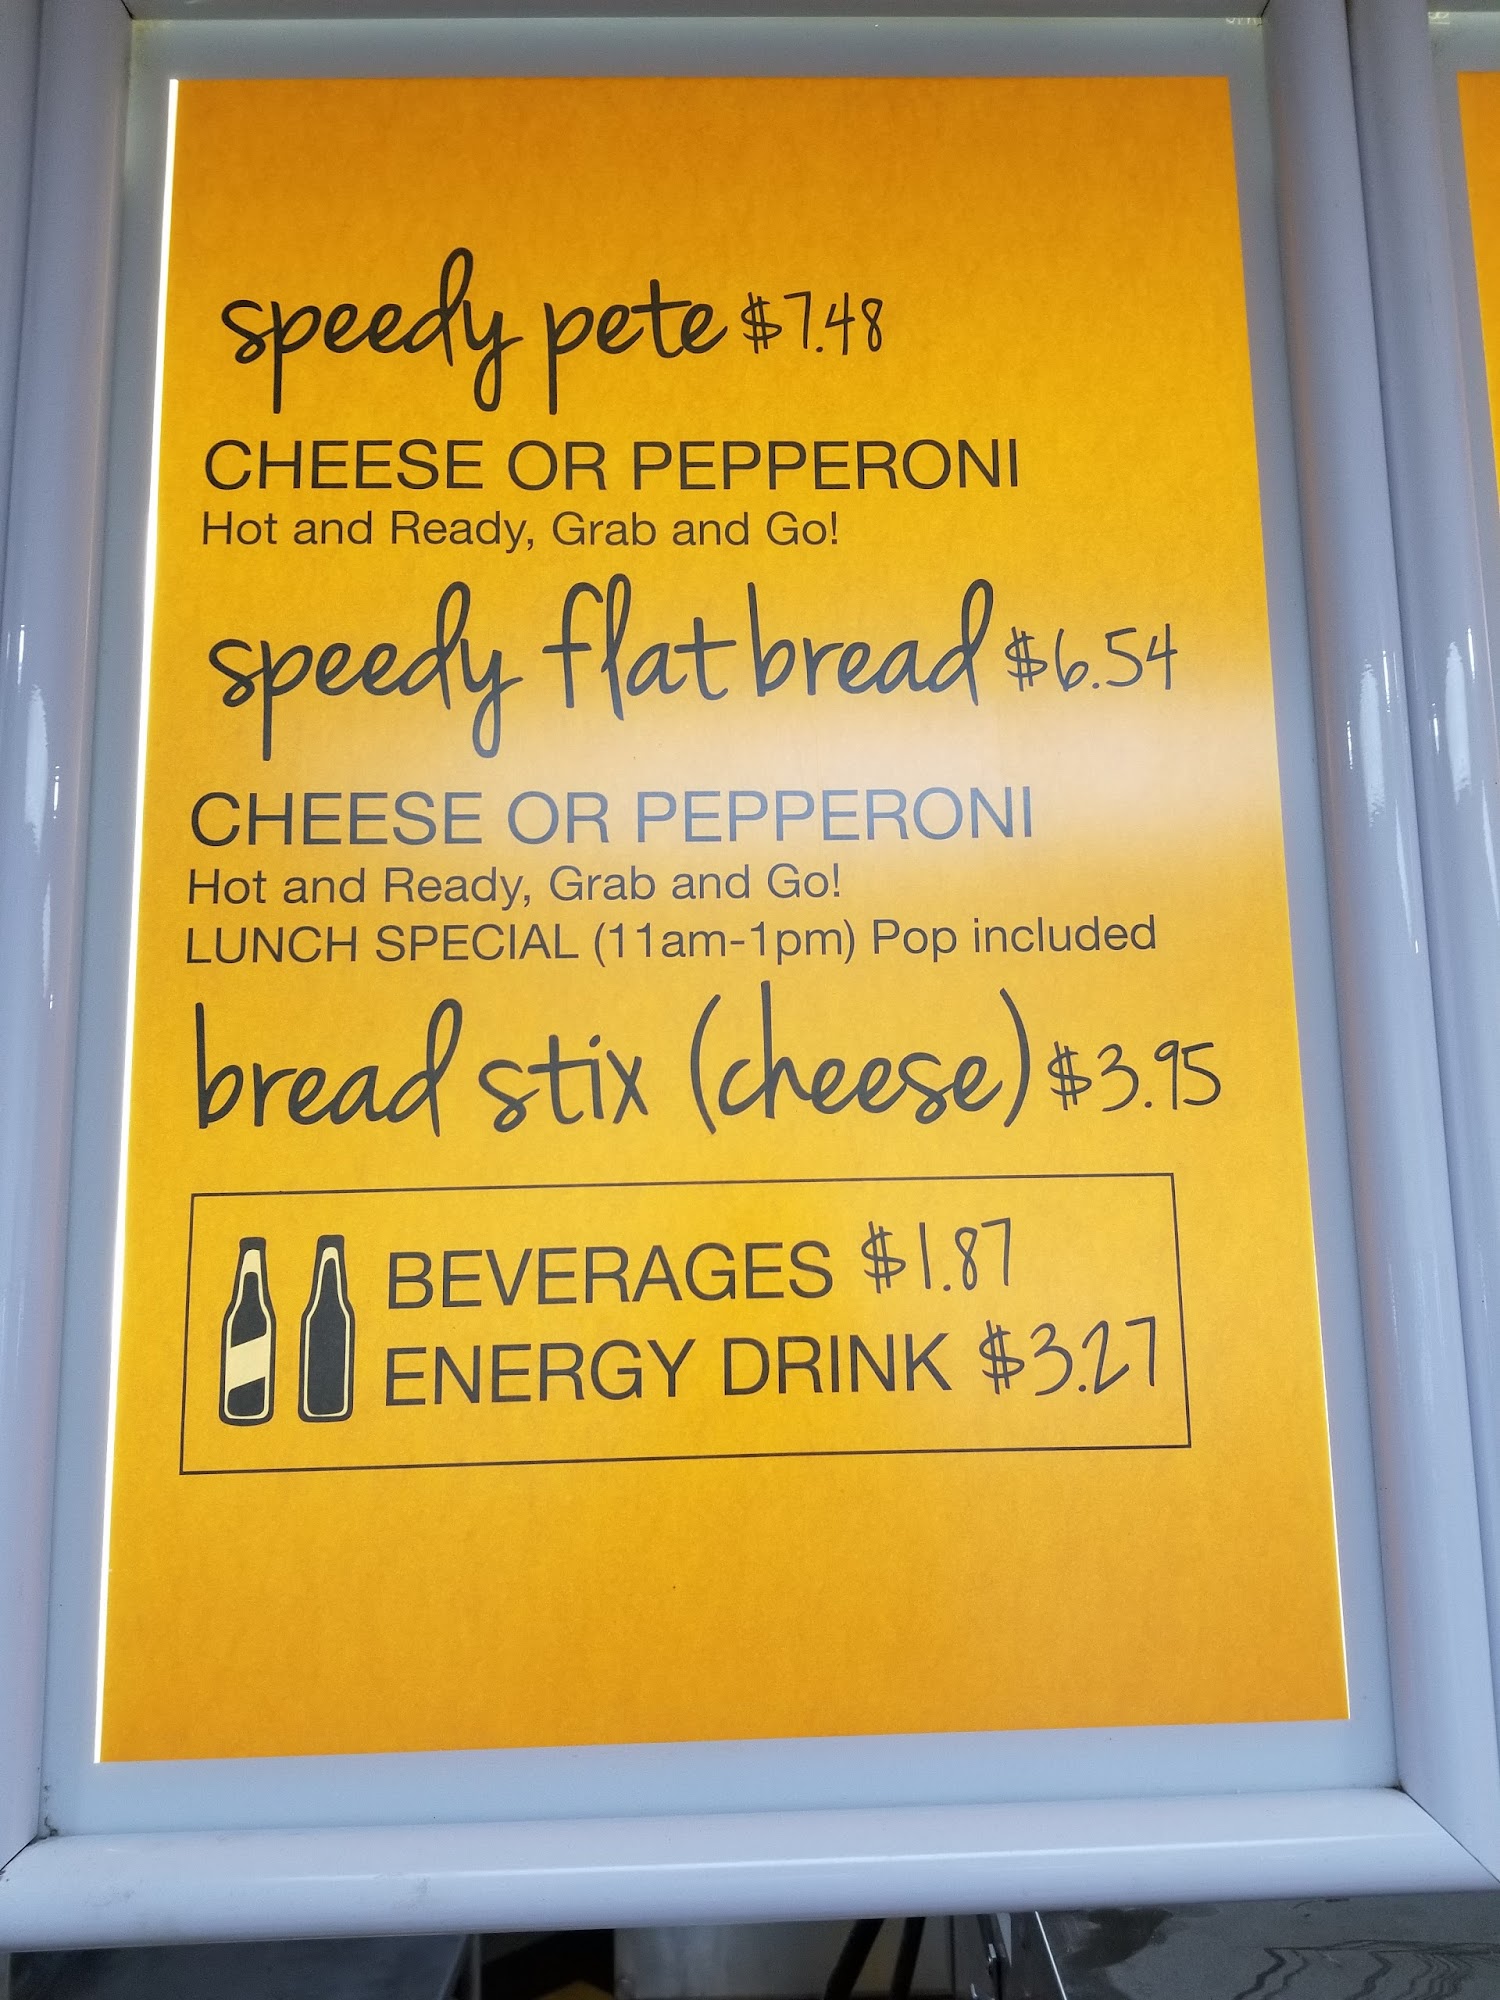 speedy pete $7.48
CHEESE OR PEPPERONI
Hot and Ready, Grab and Go!
speedy flat bread $6.54
CHEESE OR PEPPERONI
Hot and Ready, Grab and Go!
LUNCH SPECIAL (11am-1pm) Pop included
bread stix (cheese) $3.95
BEVERAGES $1.87
ENERGY DRINK $3.27